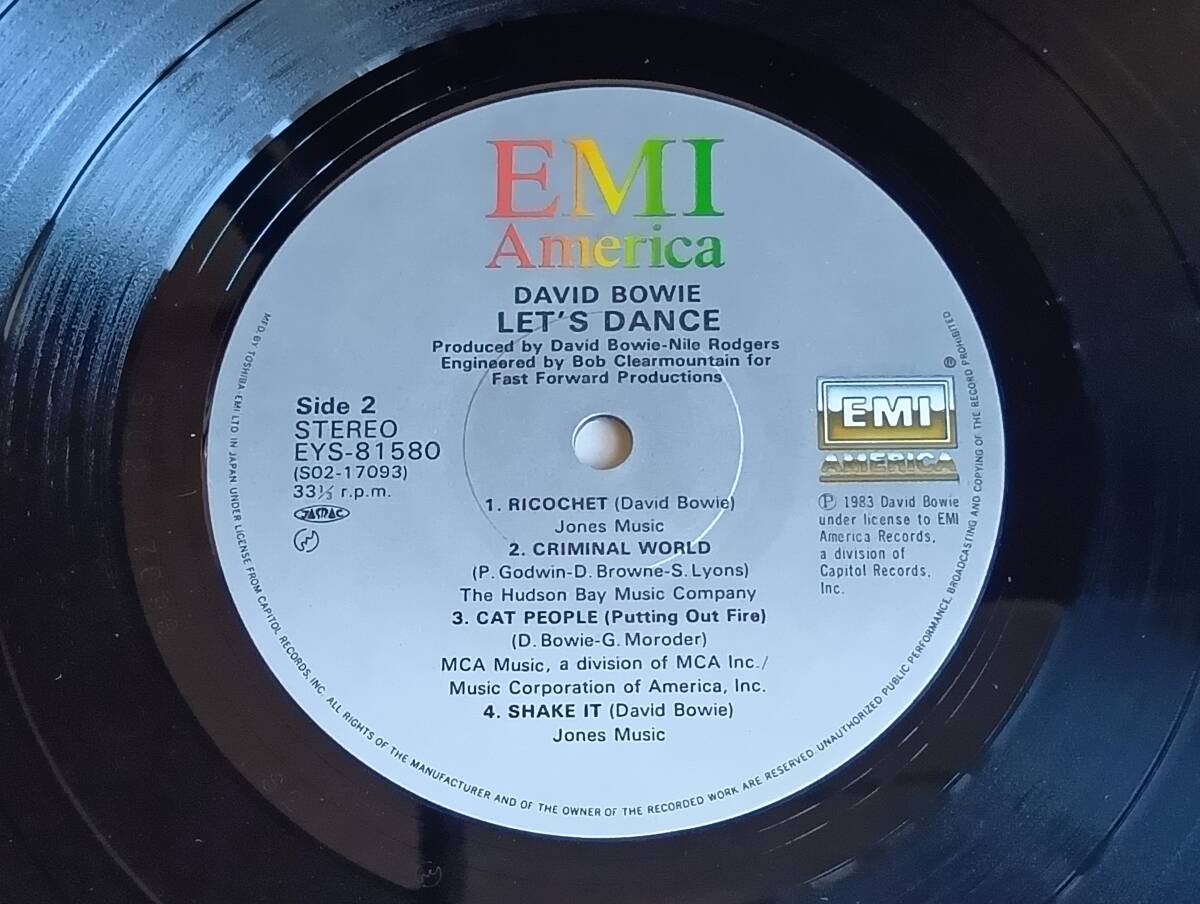 EMI
America
DAVID BOWIE
LET'S DANCE
Produced by David Bowie-Nile Rodgers
Engineered by Bob Clearmountain for
Fast Forward Productions
Side 2
STEREO
EYS-81580
(S02-17093)
33⅓ r.p.m.
JASRAC
EMI
AMERICA
Ⓟ 1983 David Bowie
under license to EMI
America Records,
a division of
Capitol Records,
Inc.
1. RICOCHET (David Bowie)
Jones Music
2. CRIMINAL WORLD
(P. Godwin-D. Browne-S. Lyons)
The Hudson Bay Music Company
3. CAT PEOPLE (Putting Out Fire)
(D. Bowie-G. Moroder)
MCA Music, a division of MCA Inc./
Music Corporation of America, Inc.
4. SHAKE IT (David Bowie)
Jones Music
MFD. BY TOSHIBA-EMI LTD IN JAPAN UNDER LICENSE FROM CAPITOL RECORDS, INC. ALL RIGHTS OF THE MANUFACTURER AND OF THE OWNER OF THE RECORDED WORK ARE RESERVED. UNAUTHORIZED PUBLIC PERFORMANCE, BROADCASTING AND COPYING OF THE RECORD PROHIBITED
®